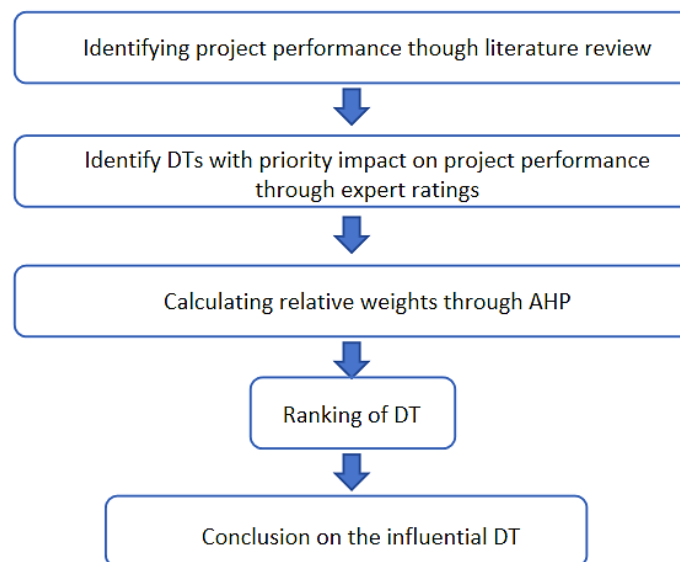 Identifying project performance though literature review
Identify DTs with priority impact on project performance
through expert ratings
Calculating relative weights through AHP
Ranking of DT
Conclusion on the influential DT